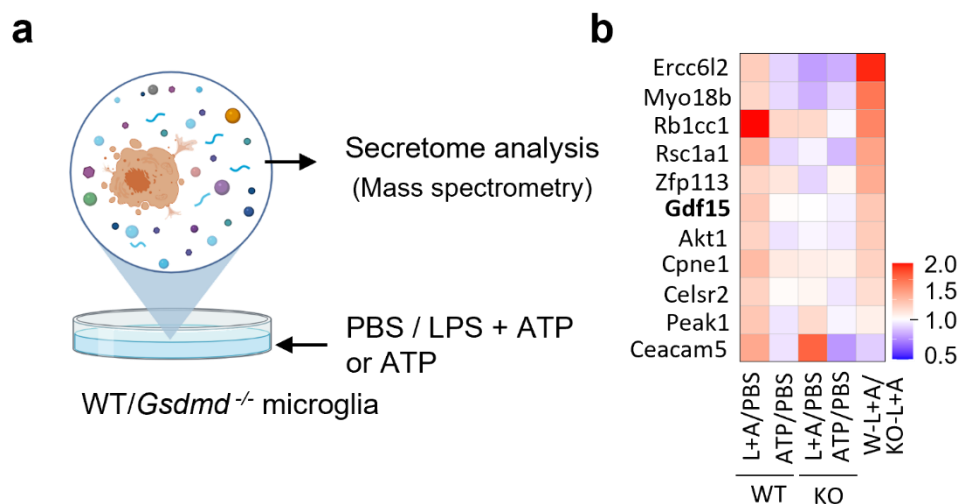 a
Secretome analysis
(Mass spectrometry)
PBS / LPS + ATP
or ATP
WT/Gsdmd -/- microglia
b
Ercc6l2
Myo18b
Rb1cc1
Rsc1a1
Zfp113
Gdf15
Akt1
Cpne1
Celsr2
Peak1
Ceacam5
2.0
1.5
1.0
0.5
L+A/PBS
ATP/PBS
L+A/PBS
ATP/PBS
W-L+A/
KO-L+A
WT
KO